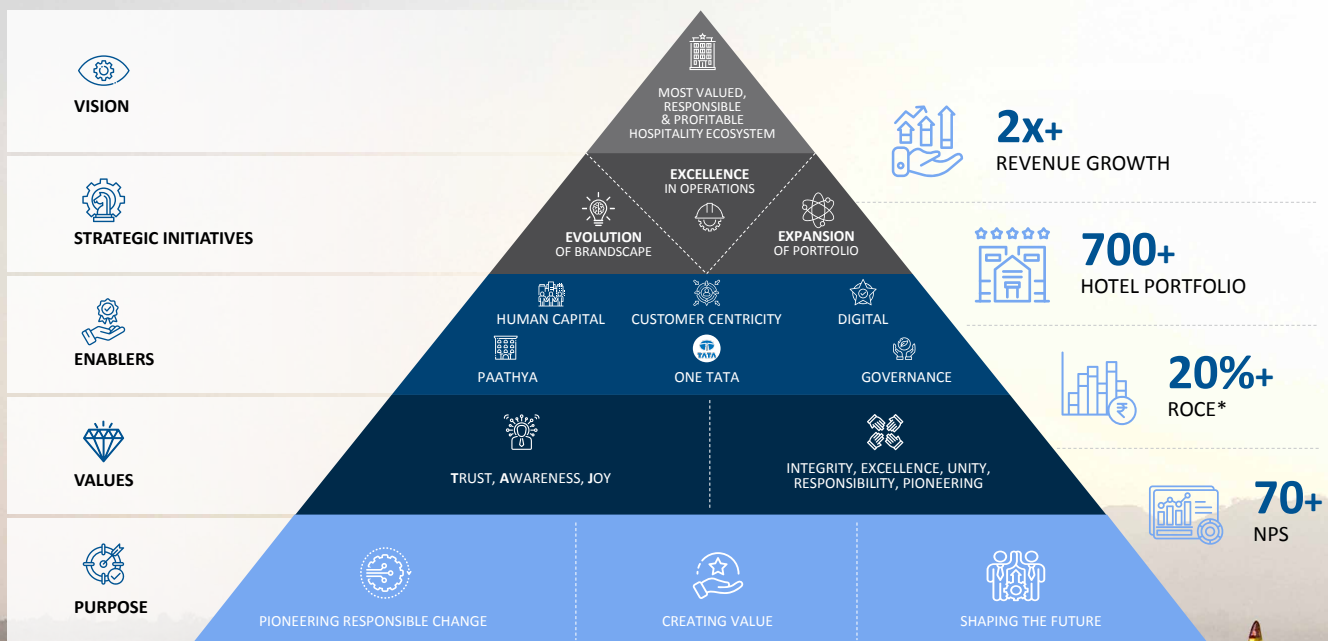 VISION
MOST VALUED,
RESPONSIBLE
& PROFITABLE
HOSPITALITY ECOSYSTEM
STRATEGIC INITIATIVES
EXCELLENCE
IN OPERATIONS
EVOLUTION
OF BRANDSCAPE
EXPANSION
OF PORTFOLIO
ENABLERS
HUMAN CAPITAL
CUSTOMER CENTRICITY
DIGITAL
PAATHYA
TATA
ONE TATA
GOVERNANCE
VALUES
TRUST, AWARENESS, JOY
INTEGRITY, EXCELLENCE, UNITY,
RESPONSIBILITY, PIONEERING
PURPOSE
PIONEERING RESPONSIBLE CHANGE
CREATING VALUE
SHAPING THE FUTURE
2x+
REVENUE GROWTH
700+
HOTEL PORTFOLIO
₹
20%+
ROCE*
70+
NPS